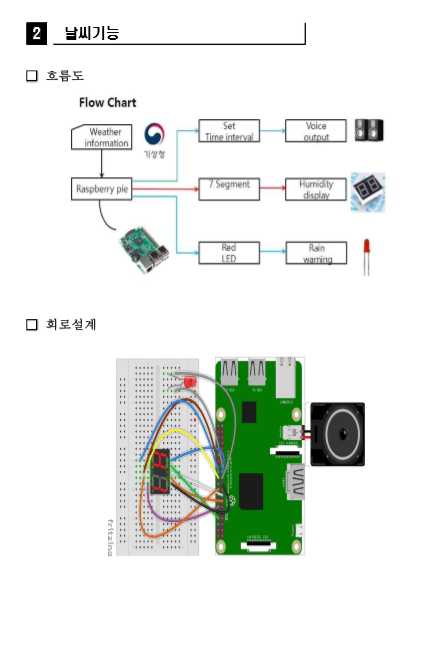 2 날씨기능
흐름도
Flow Chart
Weather
information
기상청
Set
Time interval
Voice
output
Raspberry pie
7 Segment
Humidity
display
Red
LED
Rain
warning
회로설계
fritzing